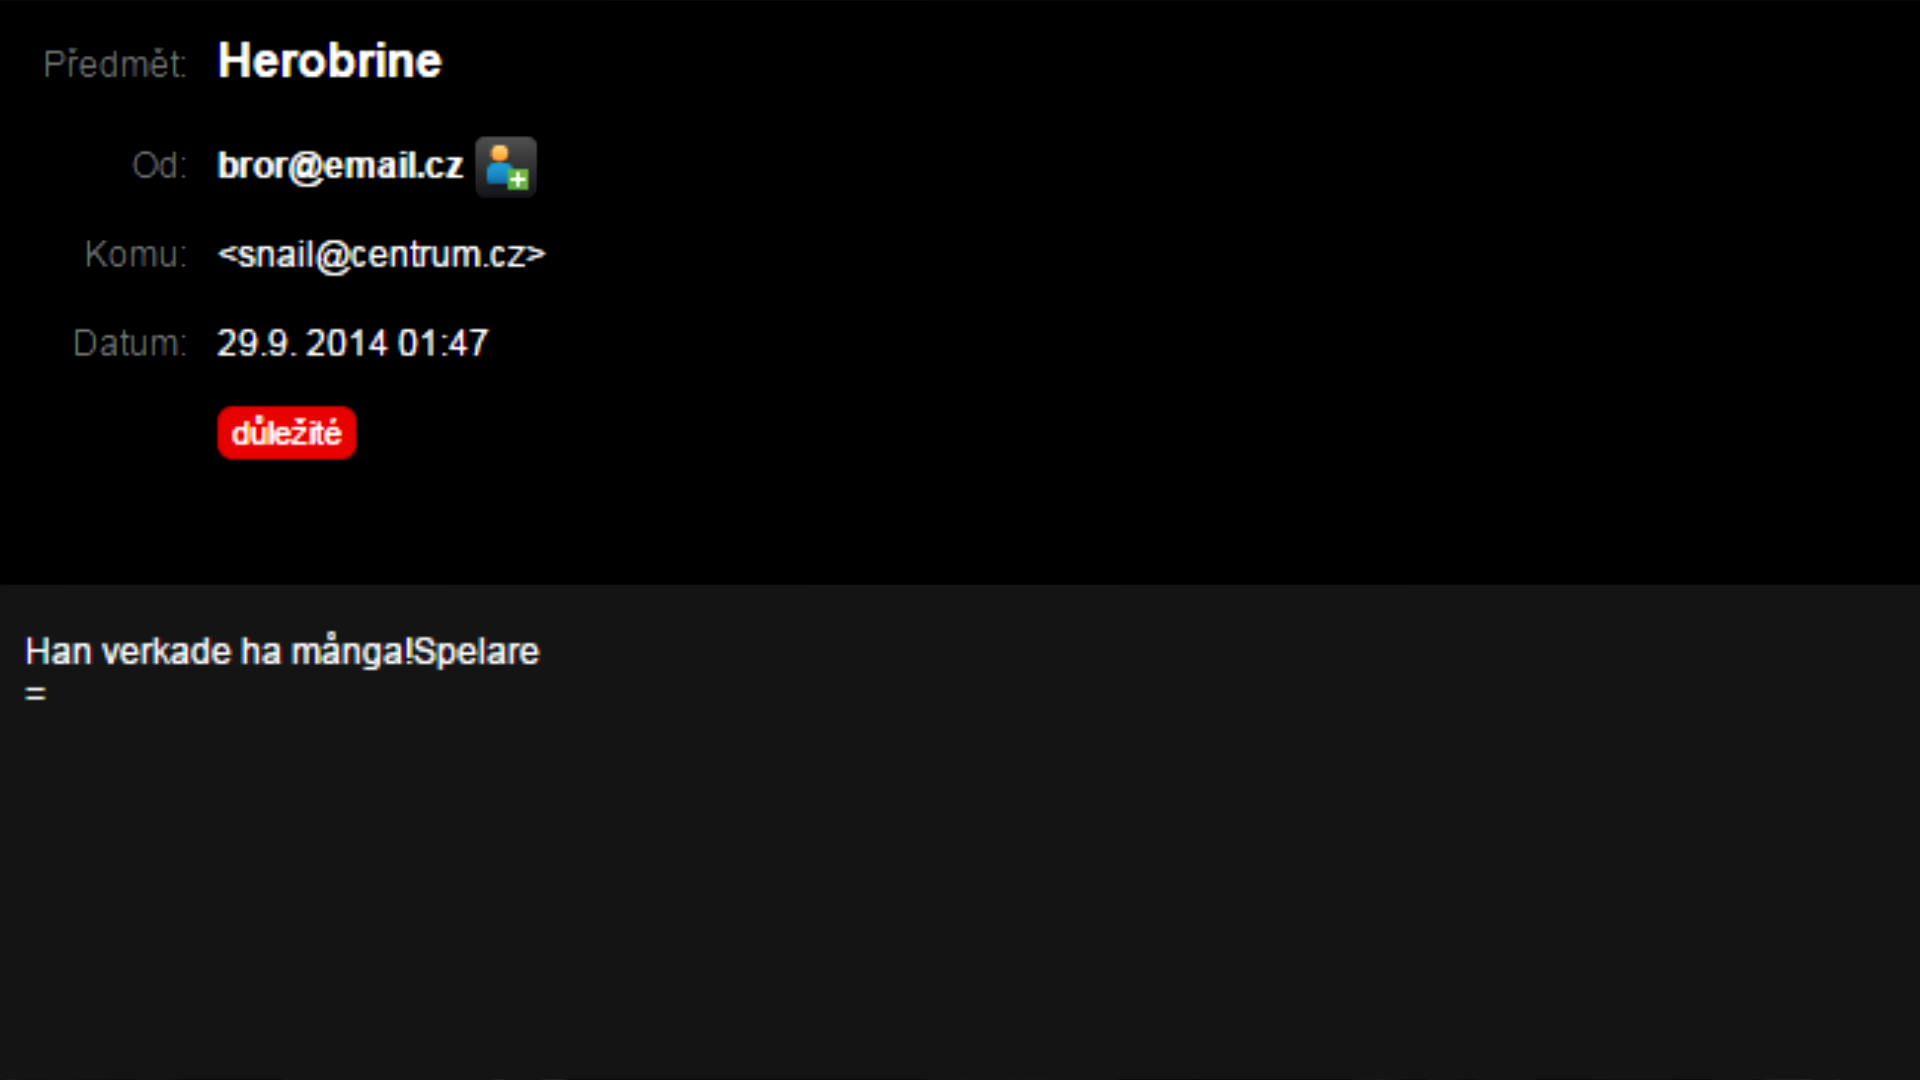 Předmět: Herobrine
Od: bror@email.cz
Komu: <snail@centrum.cz>
Datum: 29.9. 2014 01:47
důležité
Han verkade ha många!Spelare
=